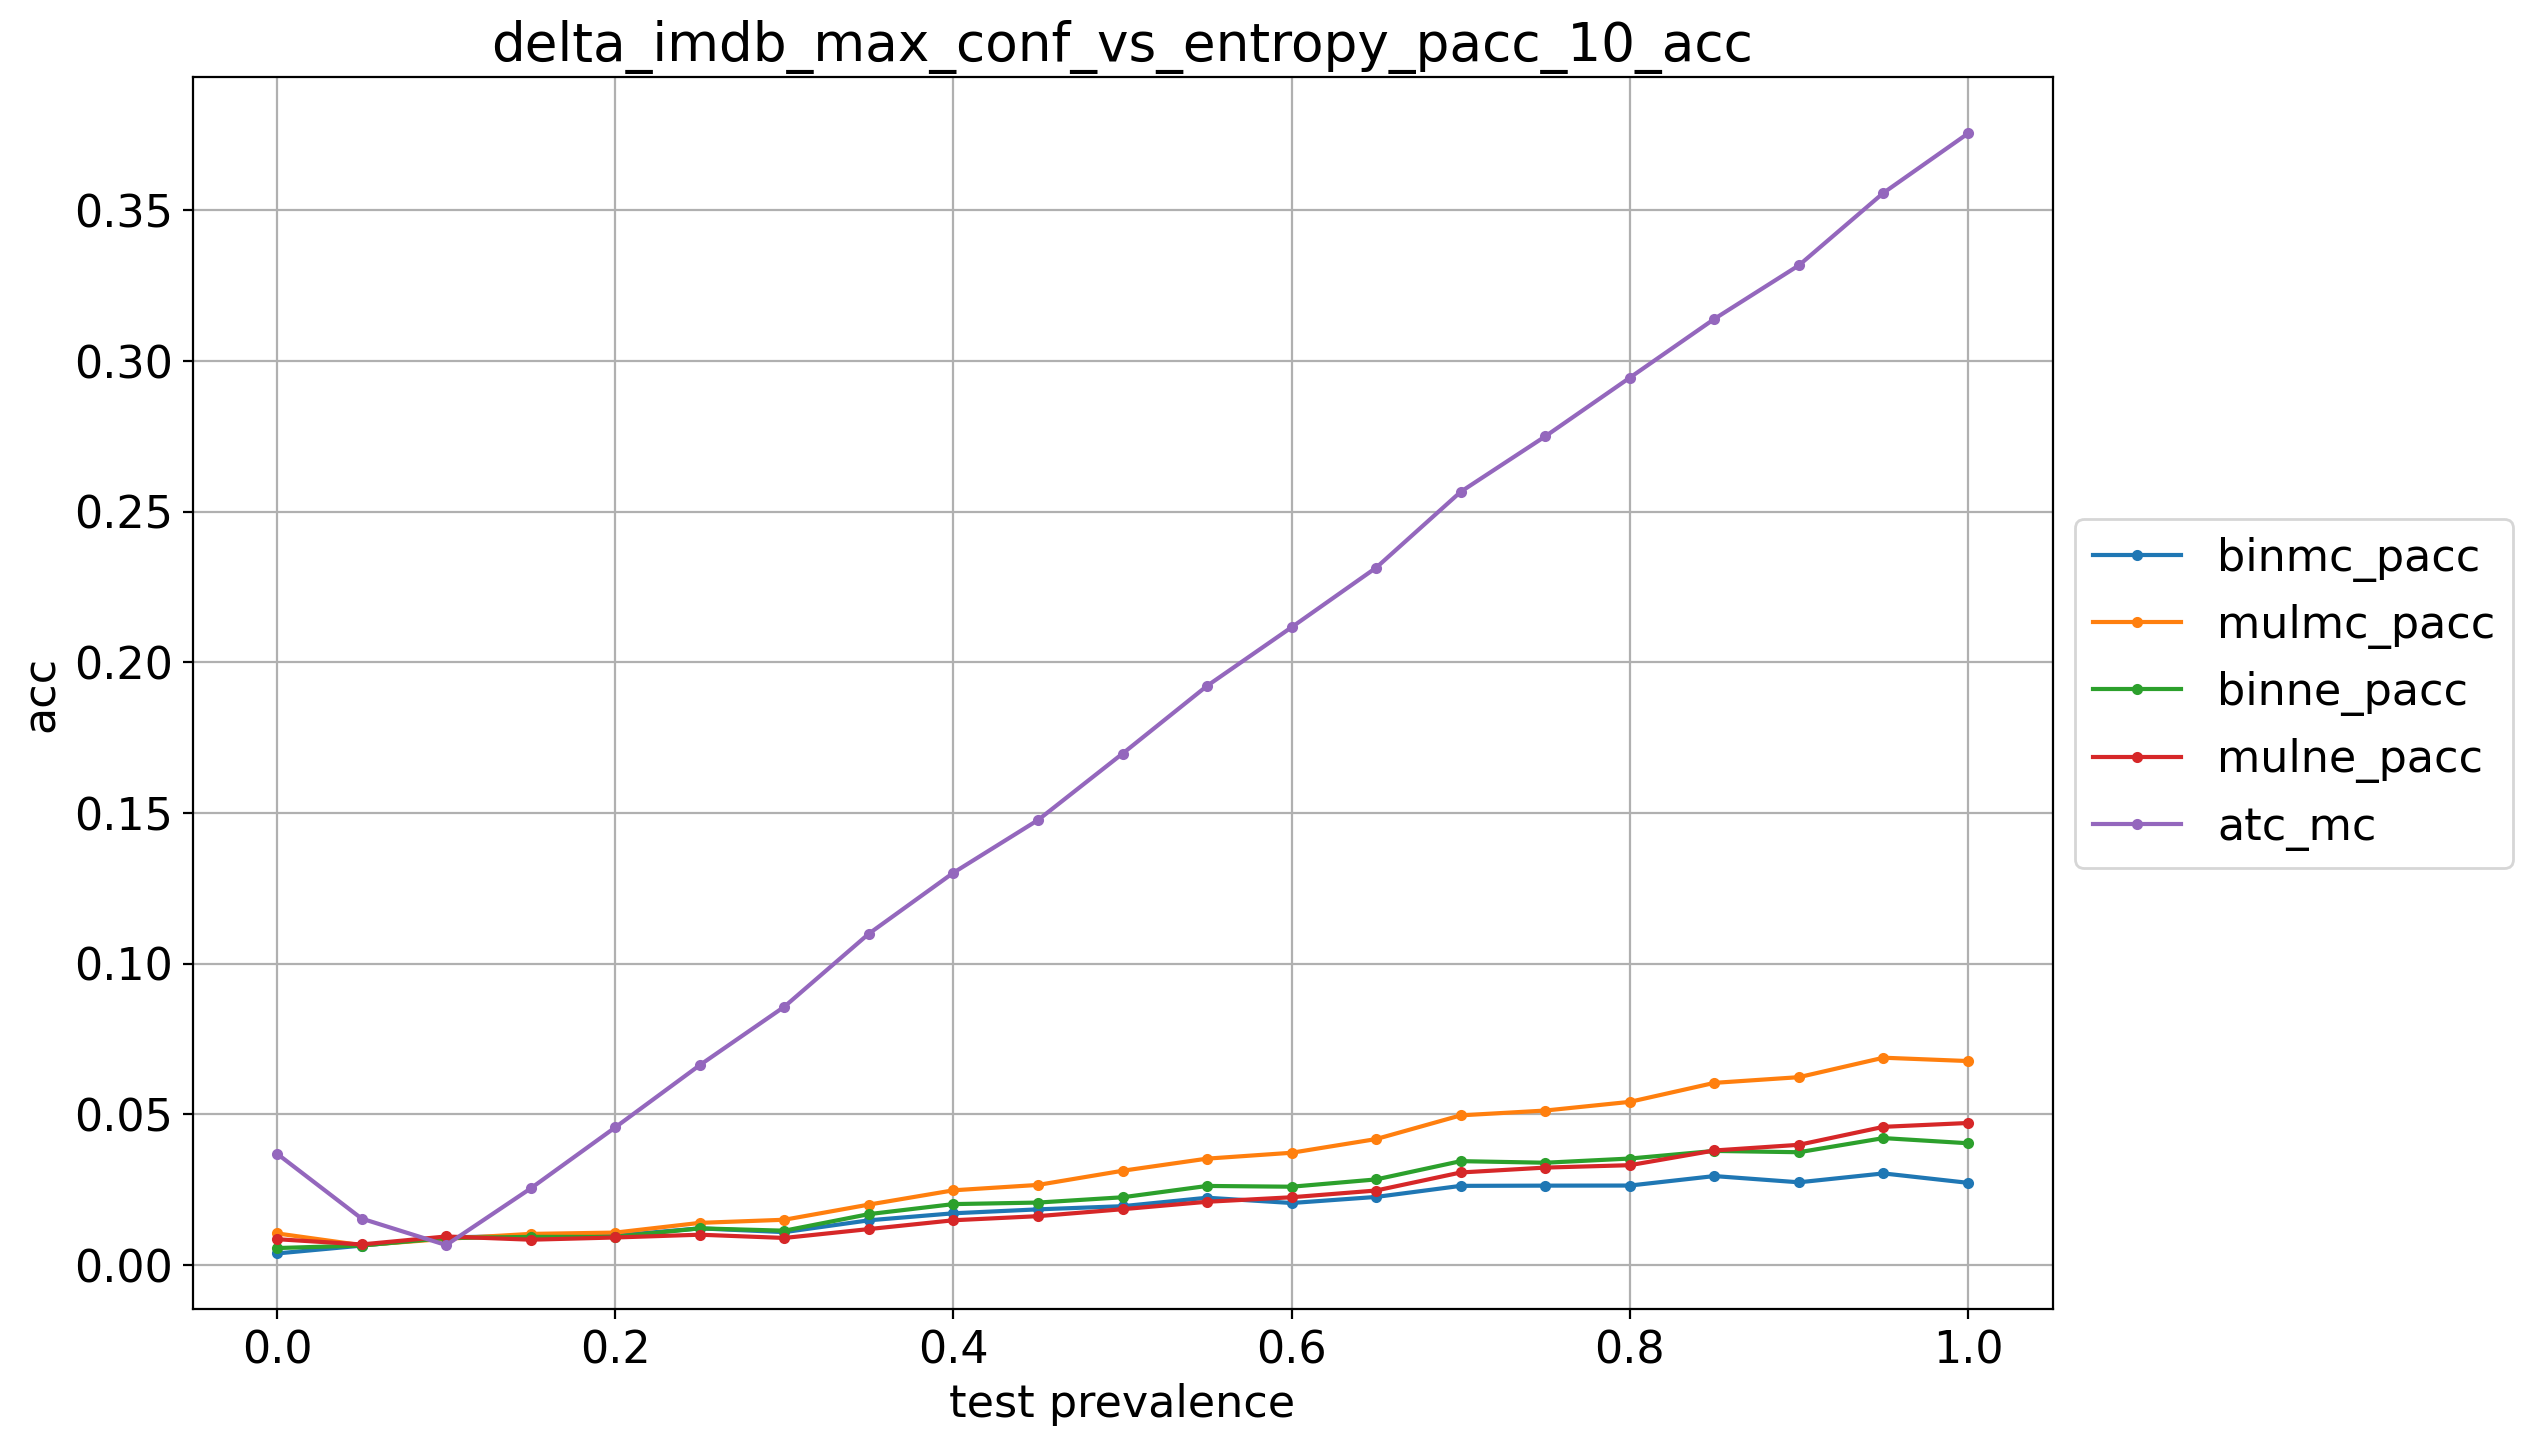 delta_imdb_max_conf_vs_entropy_pacc_10_acc
acc
0.35
0.30
0.25
0.20
0.15
0.10
0.05
0.00
0.0 0.2 0.4 0.6 0.8 1.0
test prevalence
binmc_pacc
mulmc_pacc
binne_pacc
mulne_pacc
atc_mc